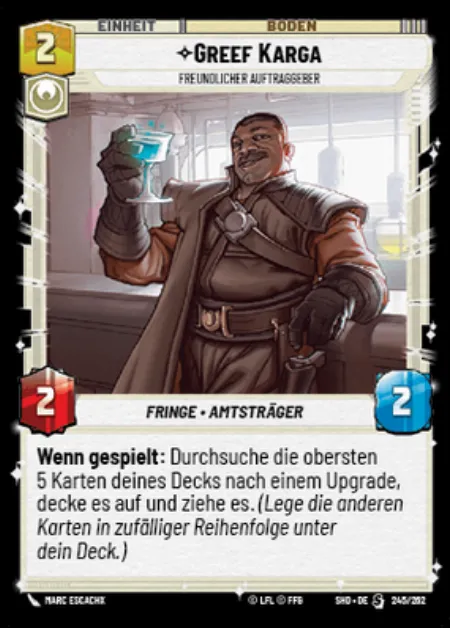 EINHEIT
BODEN
2
Greef Karga
FREUNDLICHER AUFTRAGGEBER
2
FRINGE • AMTSTRÄGER
2
Wenn gespielt: Durchsuche die obersten
5 Karten deines Decks nach einem Upgrade,
decke es auf und ziehe es. (Lege die anderen
Karten in zufälliger Reihenfolge unter
dein Deck.)
MARC ESCACHX
© LFL © FFG
SHD • DE
245/262